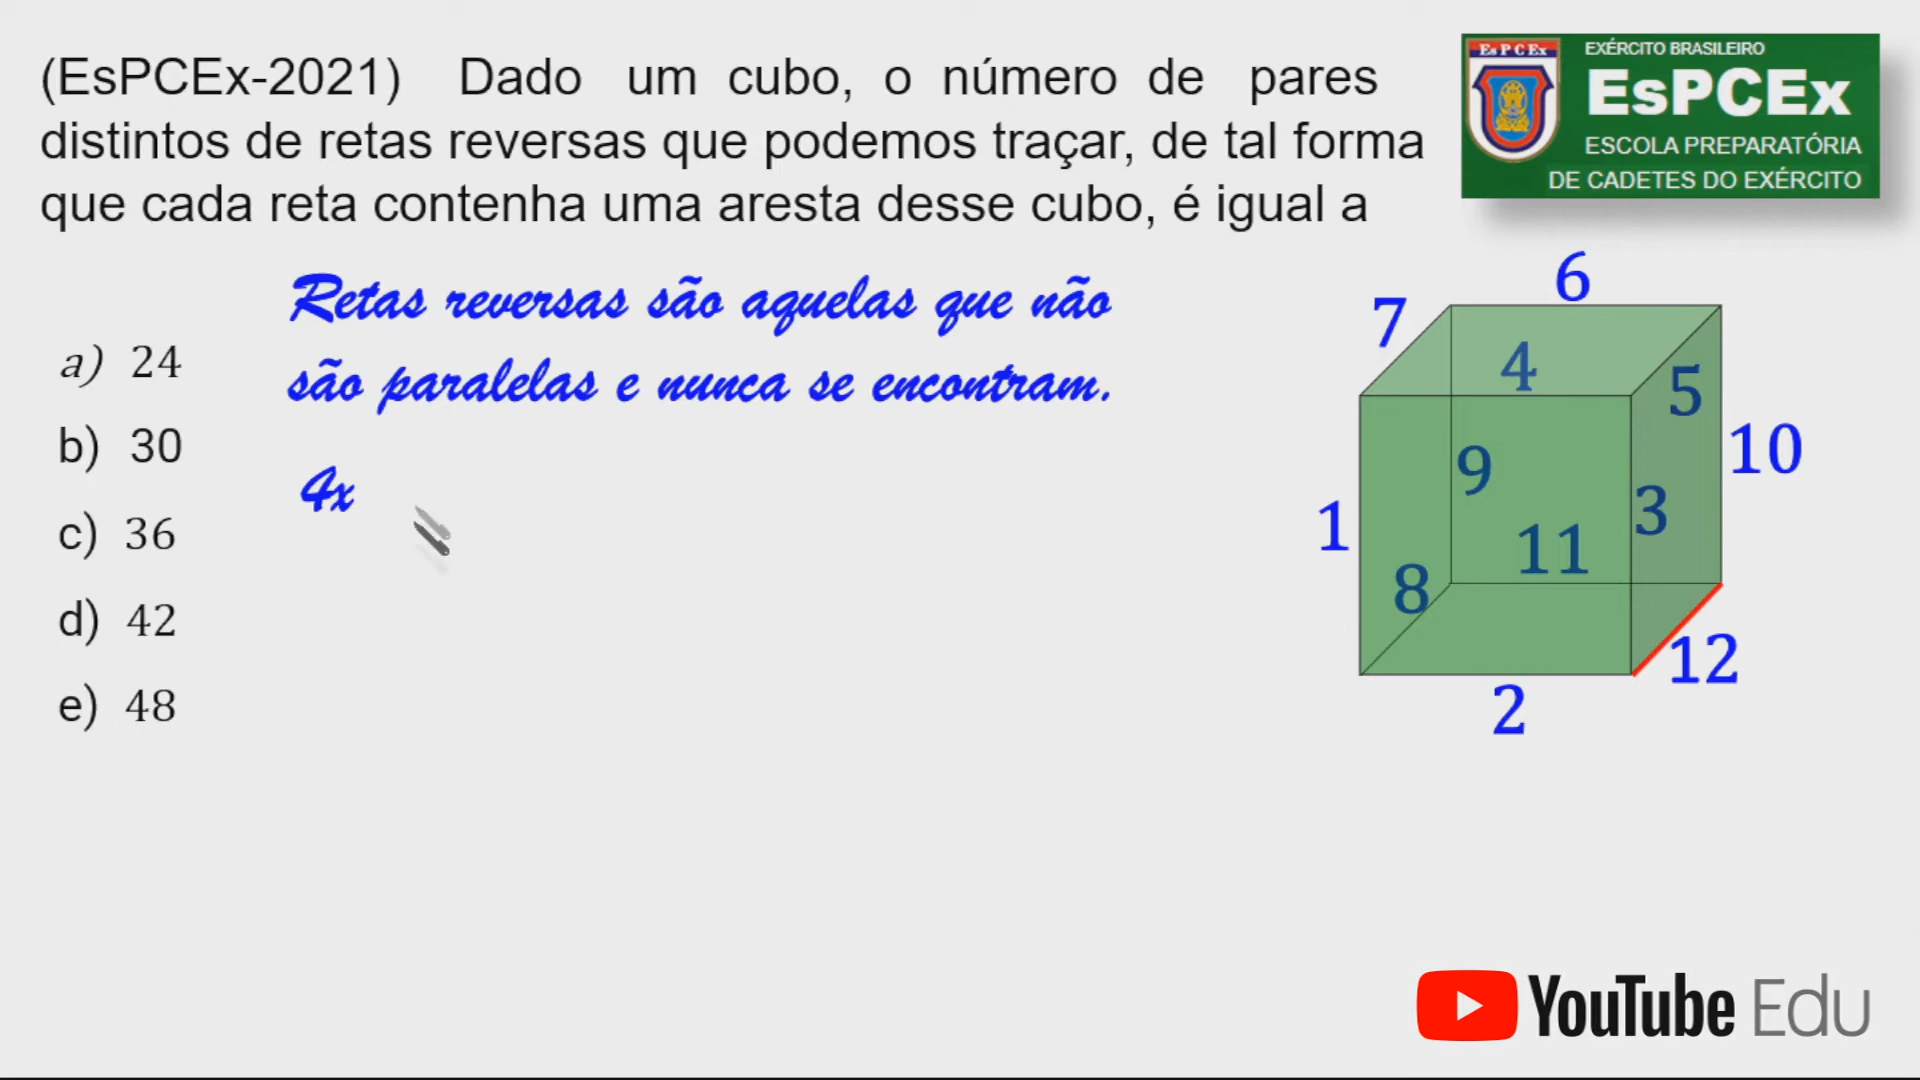 (EsPCEx-2021) Dado um cubo, o número de pares
distintos de retas reversas que podemos traçar, de tal forma
que cada reta contenha uma aresta desse cubo, é igual a
EsPCEx
EXÉRCITO BRASILEIRO
EsPCEx
ESCOLA PREPARATÓRIA
DE CADETES DO EXÉRCITO
Retas reversas são aquelas que não
são paralelas e nunca se encontram.
a) 24
b) 30
4x
c) 36
d) 42
e) 48
6
7
4
5
9
10
1
3
11
8
12
2
YouTube Edu